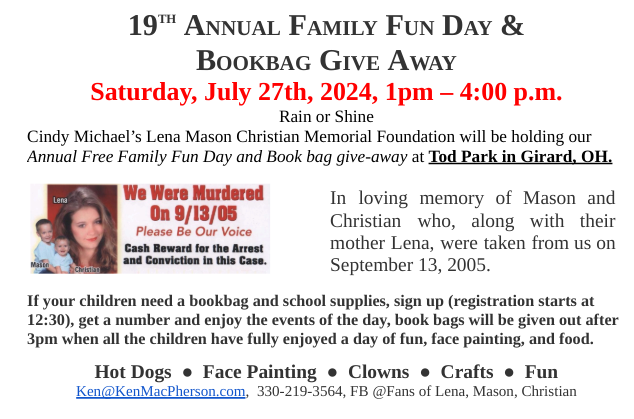 19TH ANNUAL FAMILY FUN DAY &
BOOKBAG GIVE AWAY
Saturday, July 27th, 2024, 1pm – 4:00 p.m.
Rain or Shine
Cindy Michael's Lena Mason Christian Memorial Foundation will be holding our
Annual Free Family Fun Day and Book bag give-away at Tod Park in Girard, OH.
Lena
Mason
Christian
We Were Murdered
On 9/13/05
Please Be Our Voice
Cash Reward for the Arrest
and Conviction in this Case.
In loving memory of Mason and
Christian who, along with their
mother Lena, were taken from us on
September 13, 2005.
If your children need a bookbag and school supplies, sign up (registration starts at
12:30), get a number and enjoy the events of the day, book bags will be given out after
3pm when all the children have fully enjoyed a day of fun, face painting, and food.
Hot Dogs ● Face Painting ● Clowns ● Crafts ● Fun
Ken@KenMacPherson.com, 330-219-3564, FB @Fans of Lena, Mason, Christian